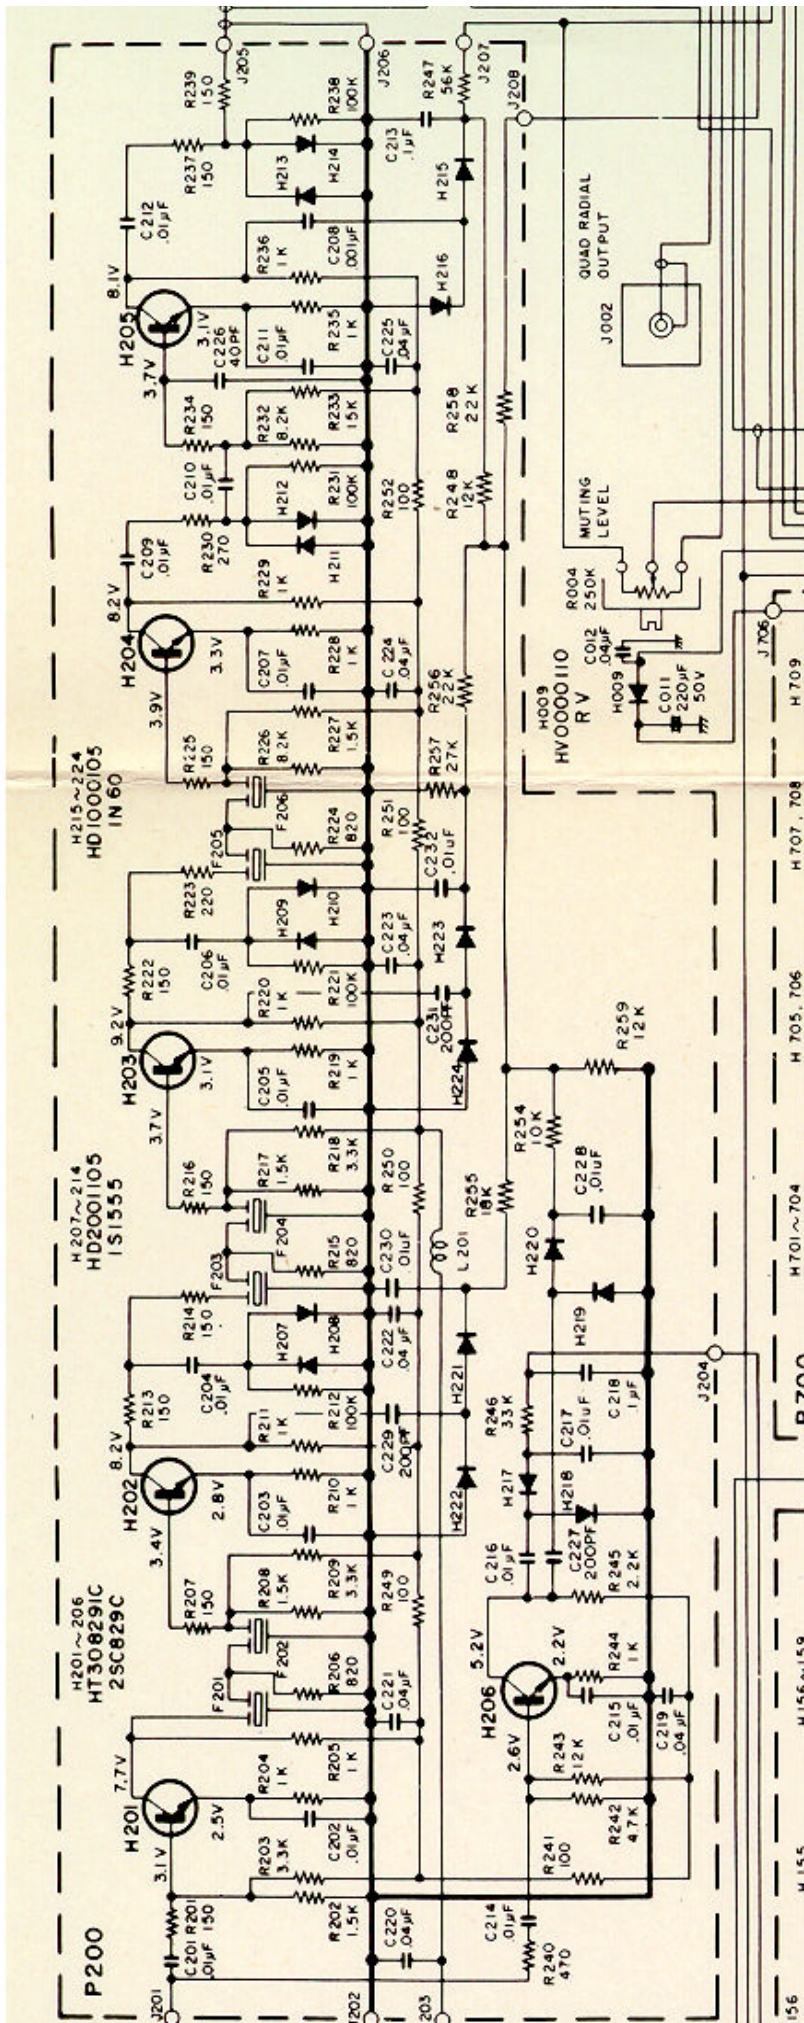 R239
150
J205
J206
R247
56K
J207
J208
R238
100K
R237
150
C213
.1µF
H213
H214
H215
C212
.01µF
R236
1K
C208
.001µF
H216
QUAD RADIAL
OUTPUT
J002
8.1V
H205
3.1V
C226
40PF
C211
.01µF
R235
1K
C225
.04µF
3.7V
R234
150
R232
8.2K
R233
15K
R258
22K
C210
.01µF
H212
R231
100K
R252
100
R248
12K
MUTING
LEVEL
C209
.01µF
R230
270
H211
R229
1K
R004
250K
8.2V
H204
3.3V
C207
.01µF
R228
1K
C224
.04µF
C012
.04µF
J706
3.9V
R256
22K
H009
HV0000110
RV
H009
C011
220µF
50V
H709
R225
150
R226
8.2K
R227
1.5K
R257
27K
H215~224
HD1000105
1N60
F205
F206
R224
820
R251
100
C232
.01uF
H707, 708
R223
220
H209
H210
C206
.01µF
C223
.04µF
H223
R222
150
R220
1K
R221
100K
C231
200PF
H705, 706
9.2V
H203
3.1V
C205
.01µF
R219
1K
H224
R259
12K
3.7V
R254
10K
H207~214
HD2001105
1S1555
R216
150
R217
1.5K
R218
3.3K
R250
100
R255
18K
C228
.01uF
H701~704
F203
F204
R215
820
C230
.01uF
L201
H220
R214
150
H207
H208
C222
.04µF
H219
C204
.01µF
H221
J204
P700
R213
150
R211
1K
R212
100K
C229
200PF
R246
33K
C217
.01uF
C218
.1µF
8.2V
H202
2.8V
C203
.01µF
R210
1K
H222
H217
H218
3.4V
C216
.01µF
C227
200PF
R245
2.2K
R207
150
R208
1.5K
R209
3.3K
R249
100
H201~206
HT308291C
2SC829C
F201
F202
R206
820
C221
.04µF
5.2V
2.2V
R244
1K
H156~159
H206
C215
.01µF
C219
.04µF
7.7V
R204
1K
R205
1K
2.6V
R243
12K
H201
2.5V
C202
.01µF
R242
4.7K
3.1V
R203
3.3K
R241
100
H155
P200
C201
.01µF
R201
150
R202
1.5K
C220
.04µF
C214
.01µF
R240
470
J201
J202
203
156